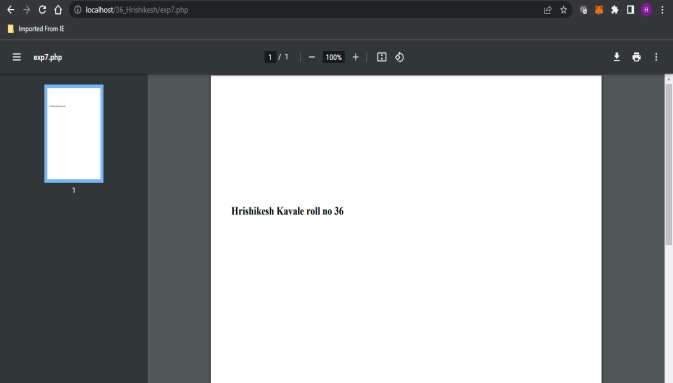 localhost/36_Hrishikesh/exp7.php
H
Imported From IE
exp7.php
1 / 1
100%
1
Hrishikesh Kavale roll no 36